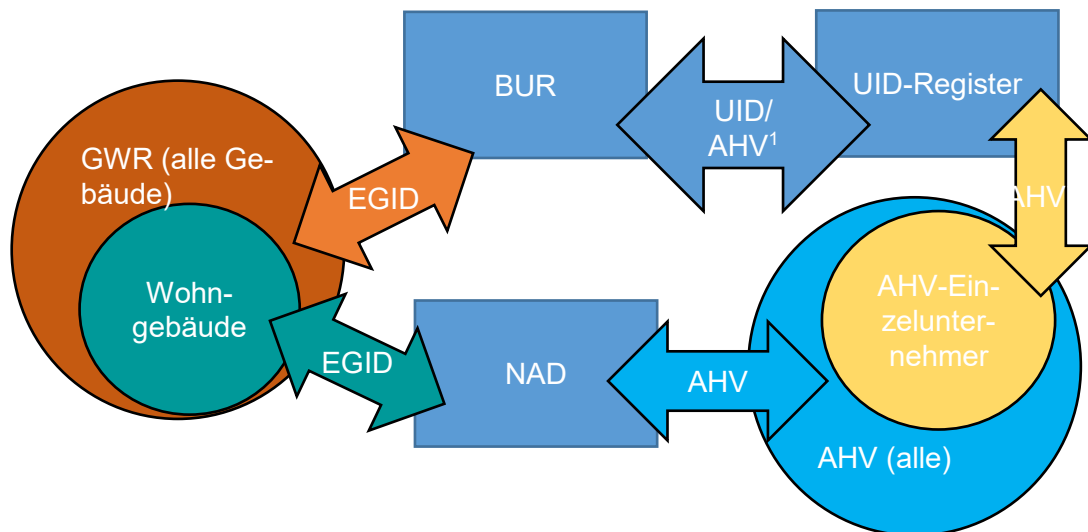 BUR
UID-Register
UID/
AHV¹
AHV
GWR (alle Ge-
bäude)
EGID
Wohn-
gebäude
EGID
NAD
AHV
AHV-Ein-
zelunter-
nehmer
AHV (alle)